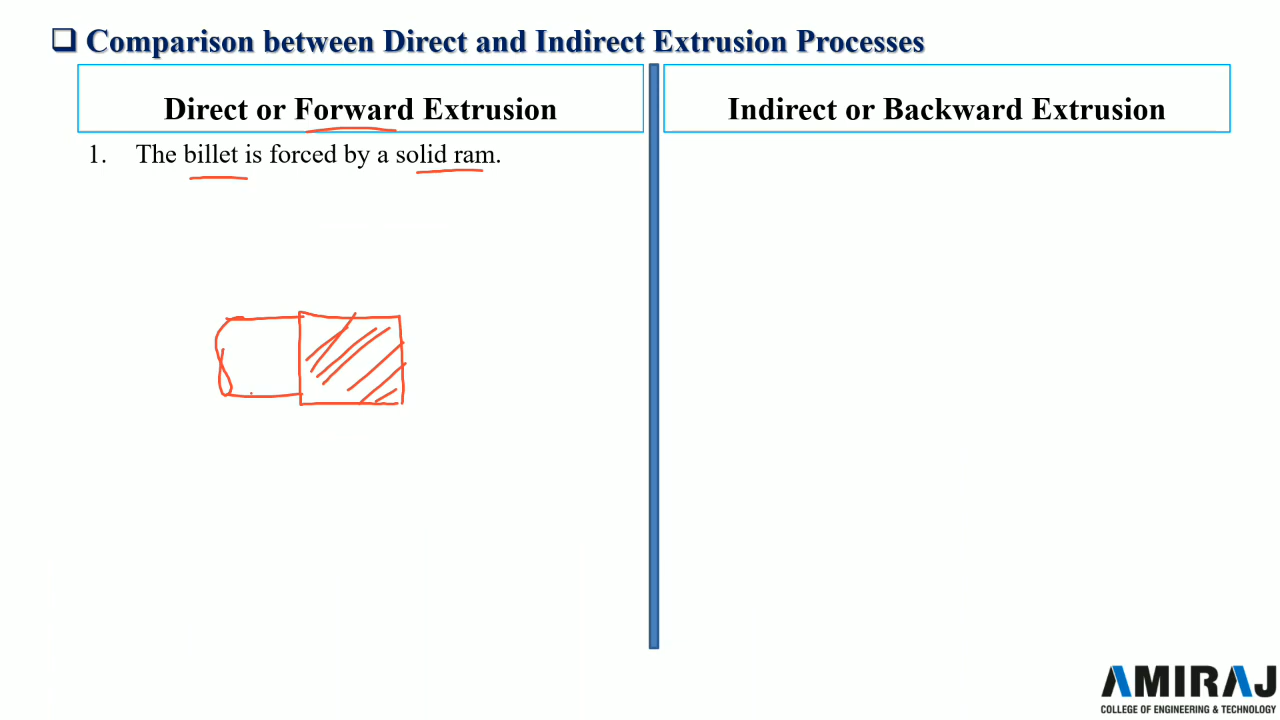 ❑ Comparison between Direct and Indirect Extrusion Processes
Direct or Forward Extrusion
Indirect or Backward Extrusion
1. The billet is forced by a solid ram.
AMIRAJ
COLLEGE OF ENGINEERING & TECHNOLOGY